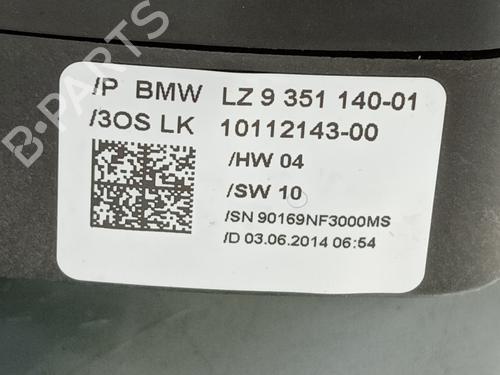 /P BMW LZ 9 351 140-01
/3OS LK 10112143-00
/HW 04
/SW 10
/SN 90169NF3000MS
/D 03.06.2014 06:54
B-PARTS